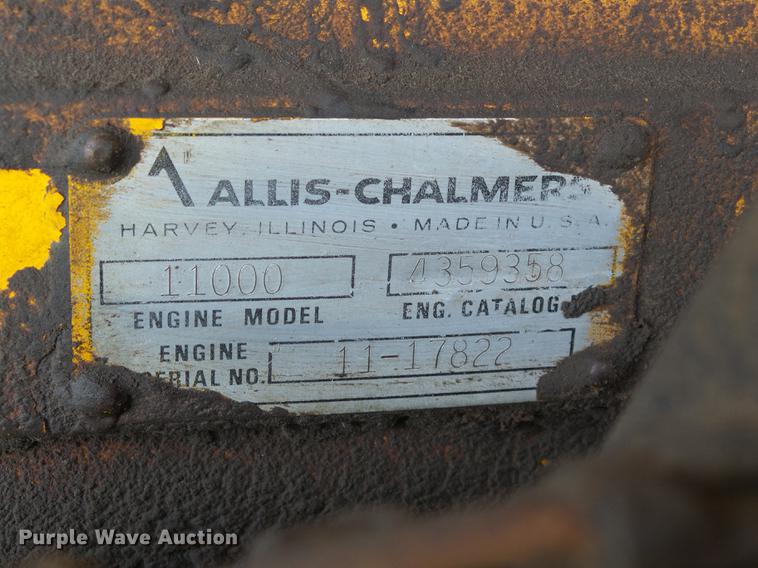 ALLIS-CHALMERS
HARVEY, ILLINOIS • MADE IN U.S.A.
11000 4359358
ENGINE MODEL ENG. CATALOG
ENGINE
SERIAL NO. 11-17822
Purple Wave Auction